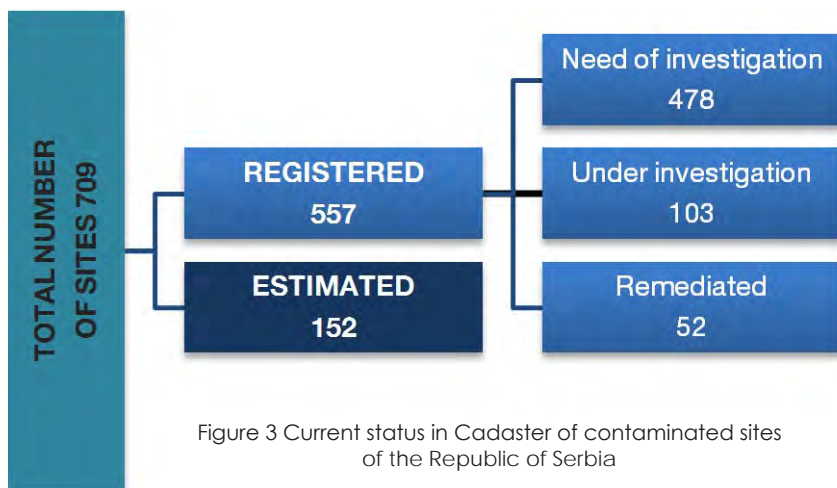 TOTAL NUMBER
OF SITES 709
REGISTERED
557
ESTIMATED
152
Need of investigation
478
Under investigation
103
Remediated
52
Figure 3 Current status in Cadaster of contaminated sites
of the Republic of Serbia